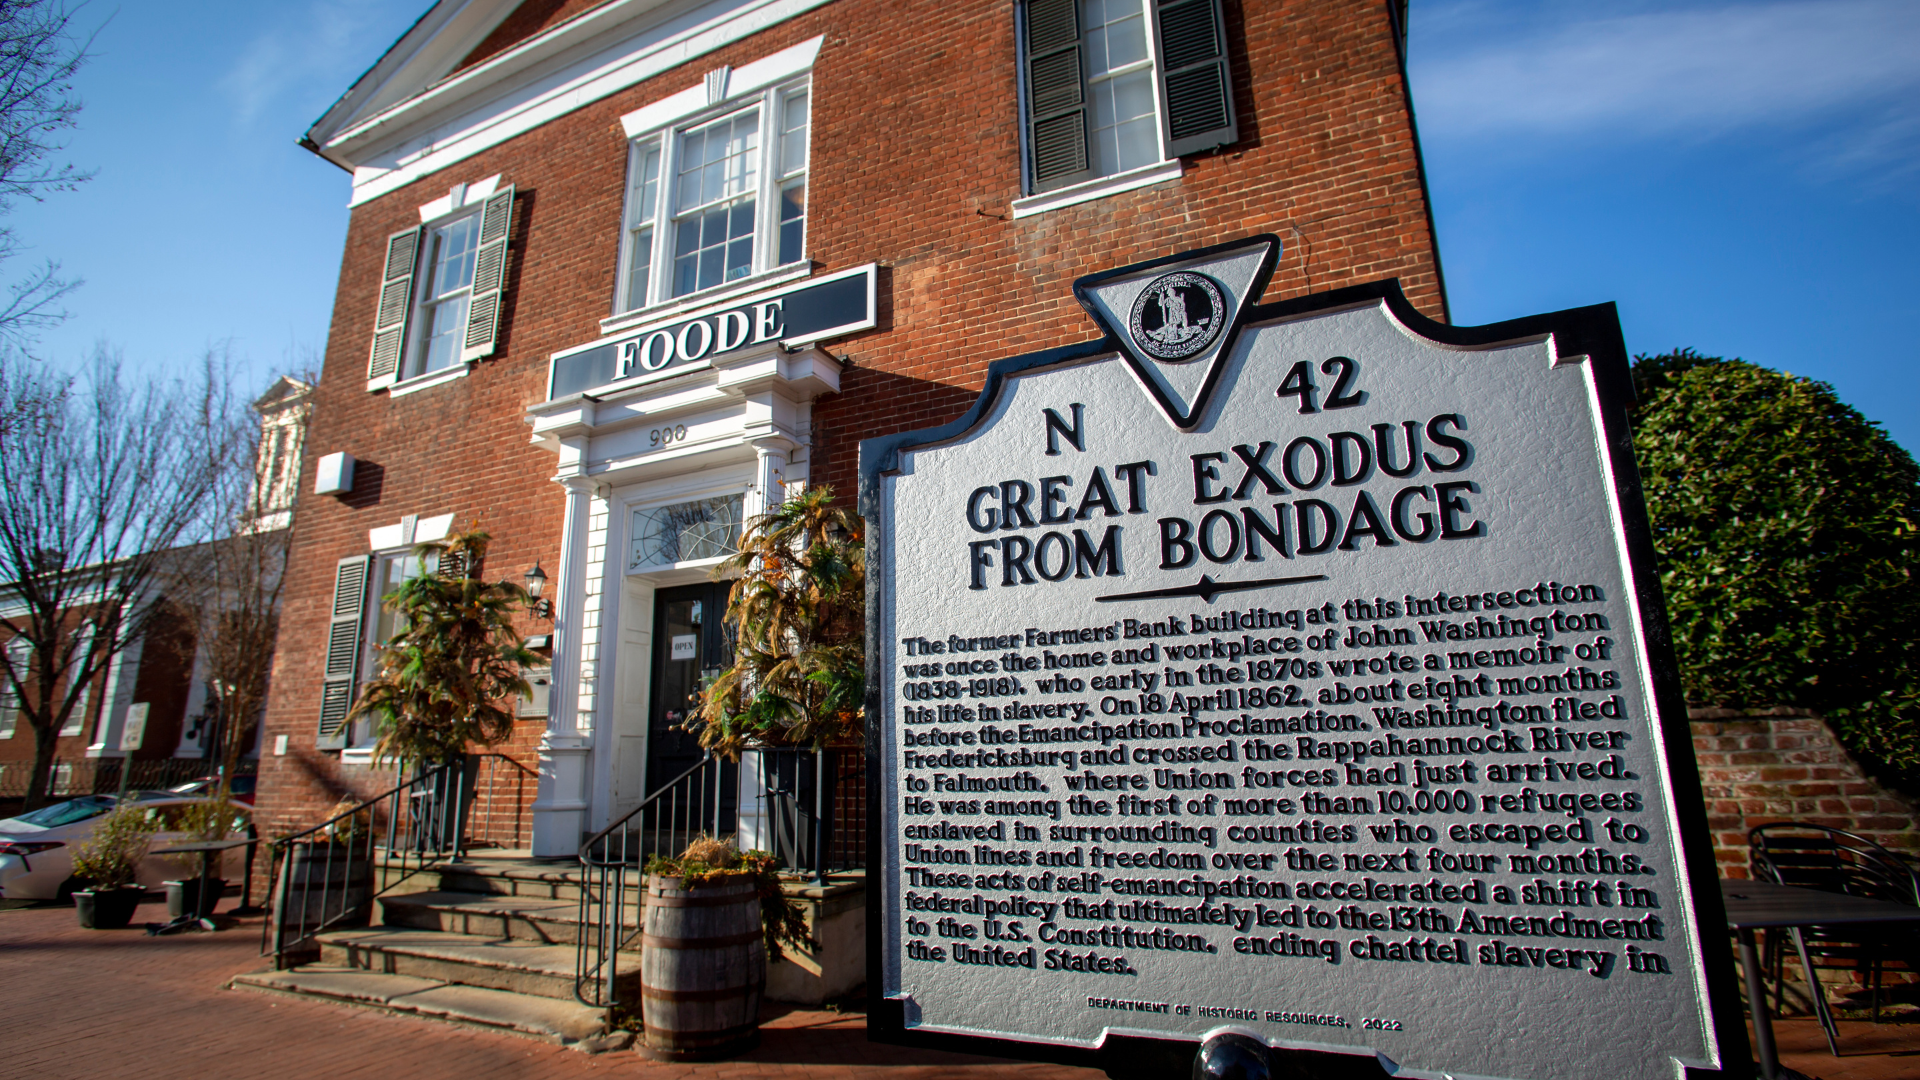 FOODE
900
OPEN
VIRGINIA
N 42
GREAT EXODUS
FROM BONDAGE
The former Farmers' Bank building at this intersection
was once the home and workplace of John Washington
(1838-1918), who early in the 1870s wrote a memoir of
his life in slavery. On 18 April 1862, about eight months
before the Emancipation Proclamation, Washington fled
Fredericksburg and crossed the Rappahannock River
to Falmouth, where Union forces had just arrived.
He was among the first of more than 10,000 refugees
enslaved in surrounding counties who escaped to
Union lines and freedom over the next four months.
These acts of self-emancipation accelerated a shift in
federal policy that ultimately led to the 13th Amendment
to the U.S. Constitution, ending chattel slavery in
the United States.
DEPARTMENT OF HISTORIC RESOURCES, 2022